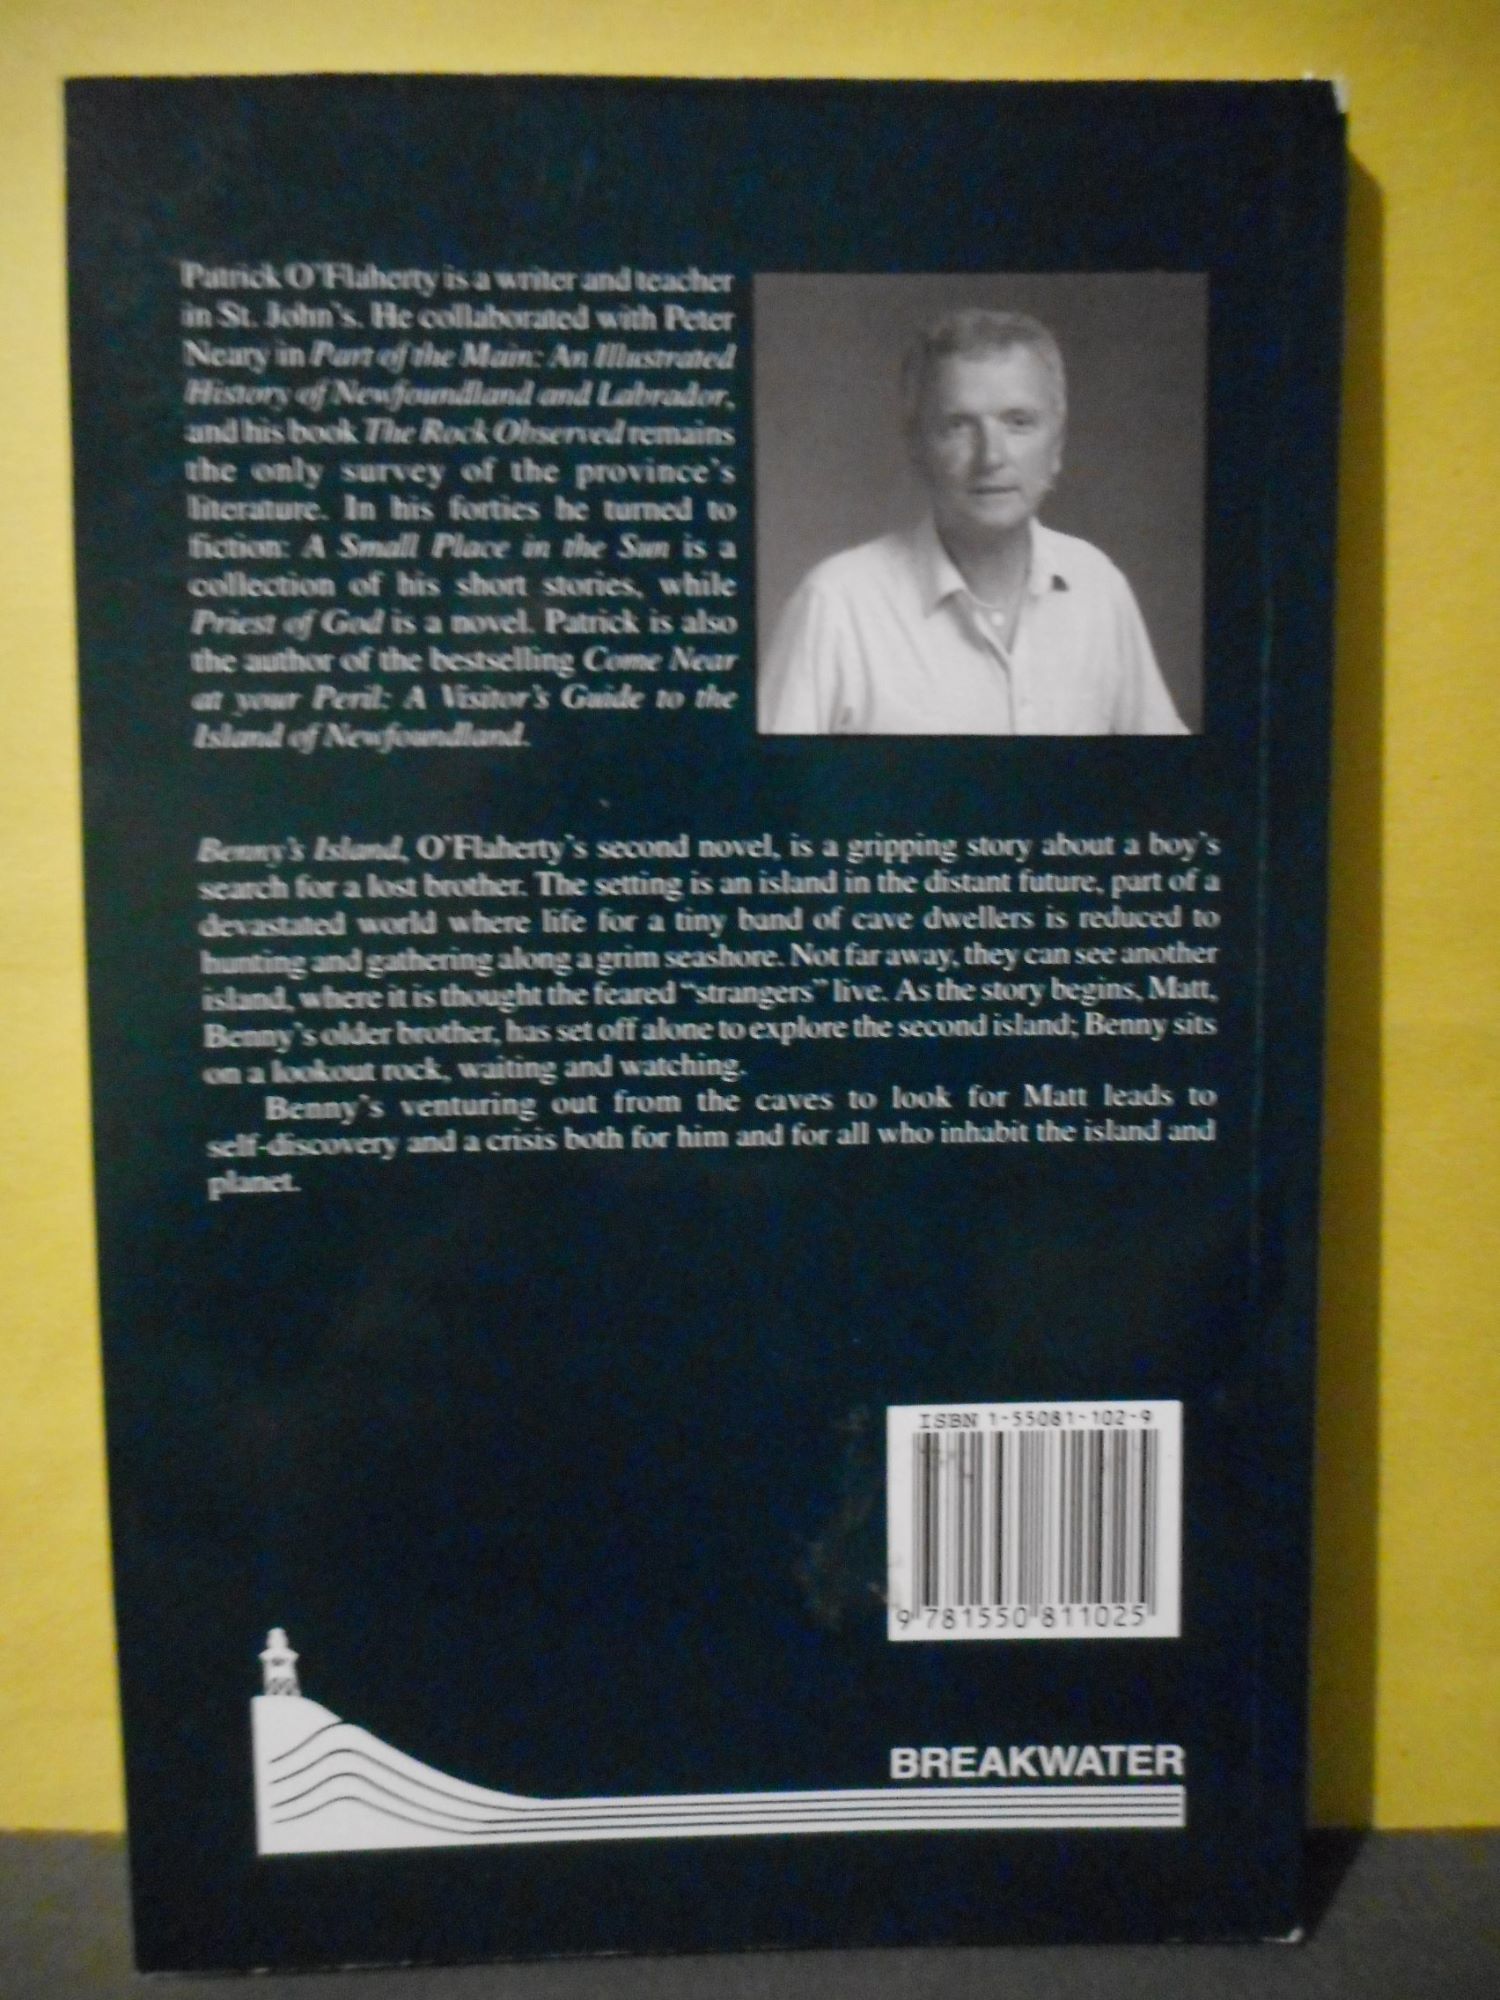 Patrick O'Flaherty is a writer and teacher
in St. John's. He collaborated with Peter
Neary in Part of the Main: An Illustrated
History of Newfoundland and Labrador,
and his book The Rock Observed remains
the only survey of the province's
literature. In his forties he turned to
fiction: A Small Place in the Sun is a
collection of his short stories, while
Priest of God is a novel. Patrick is also
the author of the bestselling Come Near
at your Peril: A Visitor's Guide to the
Island of Newfoundland.
Benny's Island, O'Flaherty's second novel, is a gripping story about a boy's
search for a lost brother. The setting is an island in the distant future, part of a
devastated world where life for a tiny band of cave dwellers is reduced to
hunting and gathering along a grim seashore. Not far away, they can see another
island, where it is thought the feared "strangers" live. As the story begins, Matt,
Benny's older brother, has set off alone to explore the second island; Benny sits
on a lookout rock, waiting and watching.
Benny's venturing out from the caves to look for Matt leads to
self-discovery and a crisis both for him and for all who inhabit the island and
planet.
ISBN 1-55081-102-9
9 781550 811025
BREAKWATER